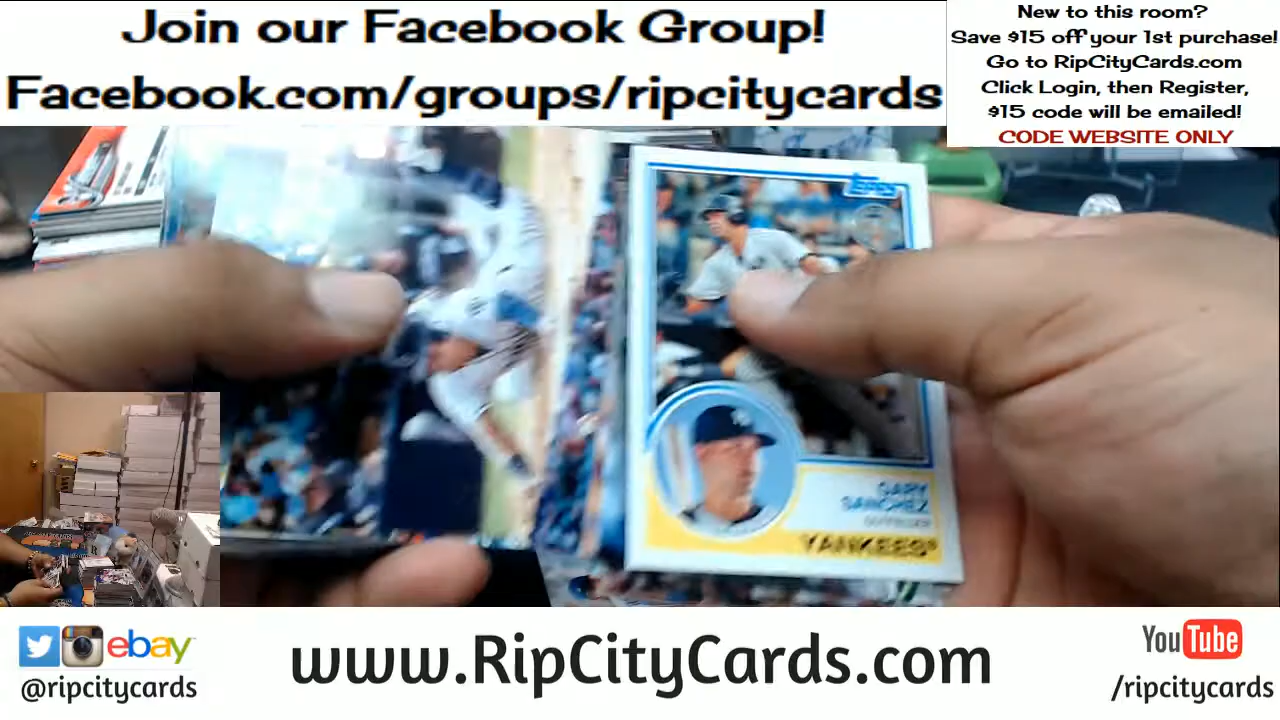 Join our Facebook Group!
Facebook.com/groups/ripcitycards
New to this room?
Save $15 off your 1st purchase!
Go to RipCityCards.com
Click Login, then Register,
$15 code will be emailed!
CODE WEBSITE ONLY
Topps
GARY
SANCHEZ
YANKEES
ebay
@ripcitycards
www.RipCityCards.com
YouTube
/ripcitycards